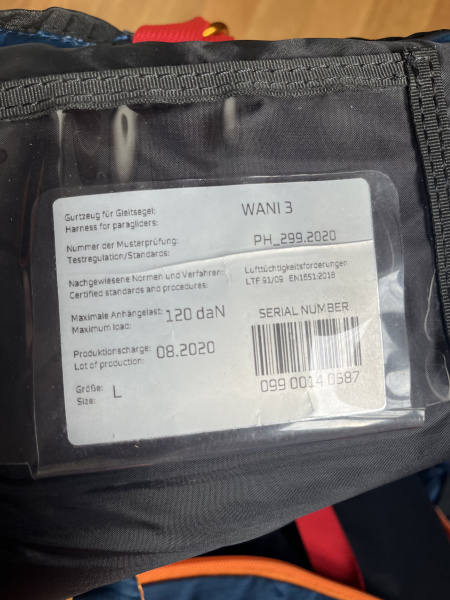 Gurtzeug für Gleitsegel:
Harness for paragliders:
WANI 3
Nummer der Musterprüfung:
Testregulation/Standards:
PH_299.2020
Nachgewiesene Normen und Verfahren:
Certified standards and procedures:
Lufttüchtigkeitsforderungen
LTF 91/09 EN1651:2018
Maximale Anhängelast:
Maximum load:
120 daN
Produktionscharge:
Lot of production:
08.2020
Größe:
Size:
L
SERIAL NUMBER
099 0014 0587